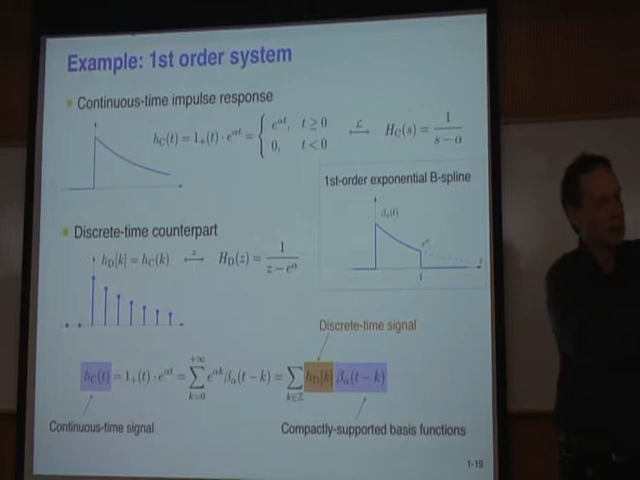 Example: 1st order system
Continuous-time impulse response
h_C(t) = 1_+(t) · e^{αt} = { e^{αt}, t ≥ 0
0, t < 0
L ⟷ H_C(s) = 1/(s − α)
1st-order exponential B-spline
β_α(t)
e^α
1
t
Discrete-time counterpart
h_D[k] = h_C(k) z ⟷ H_D(z) = 1/(z − e^α)
Discrete-time signal
h_C(t) = 1_+(t) · e^{αt} = ∑_{k=0}^{+∞} e^{αk} β_α(t − k) = ∑_{k∈ℤ} h_D[k] β_α(t − k)
Continuous-time signal
Compactly-supported basis functions
1-19